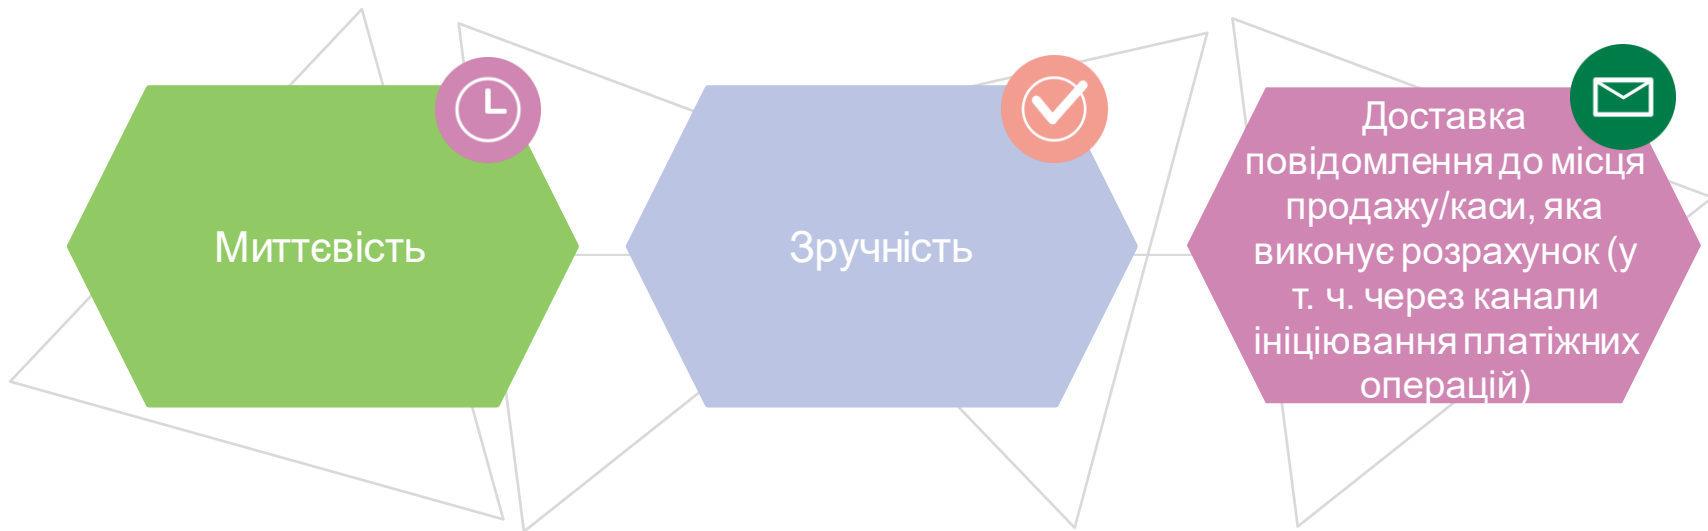 Миттєвість
Зручність
Доставка
повідомлення до місця
продажу/каси, яка
виконує розрахунок (у
т. ч. через канали
ініціювання платіжних
операцій)